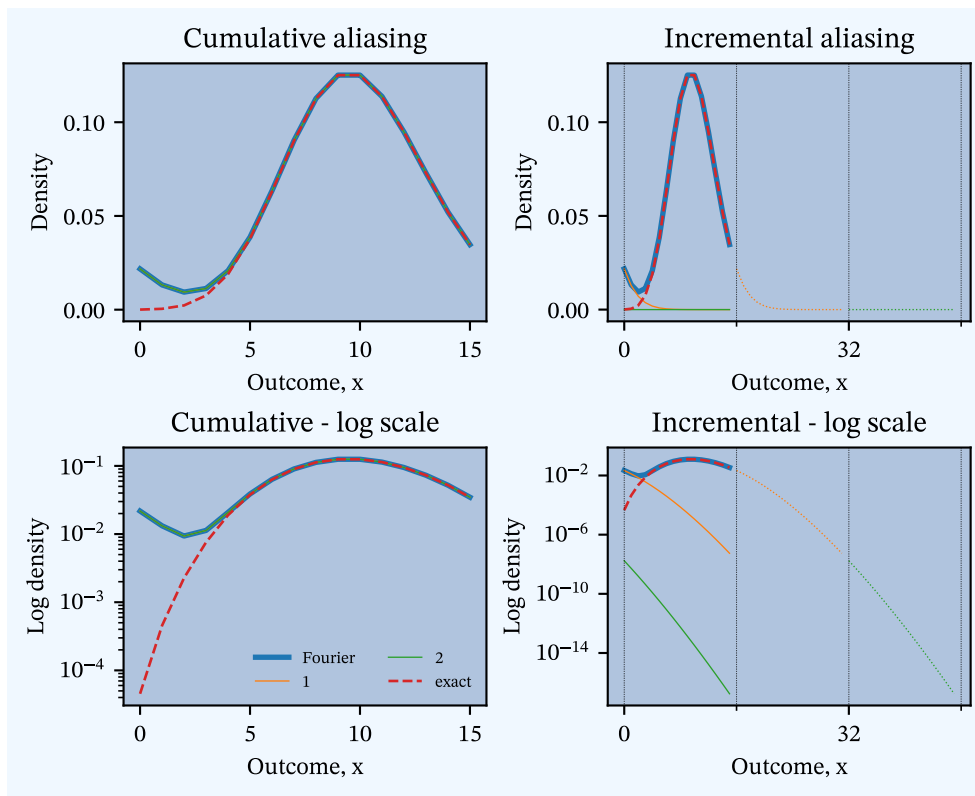 Cumulative aliasing
Density
0.10
0.05
0.00
0 5 10 15
Outcome, x
Incremental aliasing
Density
0.10
0.05
0.00
0 32
Outcome, x
Cumulative - log scale
Log density
10⁻¹
10⁻²
10⁻³
10⁻⁴
Fourier 2
1 exact
0 5 10 15
Outcome, x
Incremental - log scale
Log density
10⁻²
10⁻⁶
10⁻¹⁰
10⁻¹⁴
0 32
Outcome, x